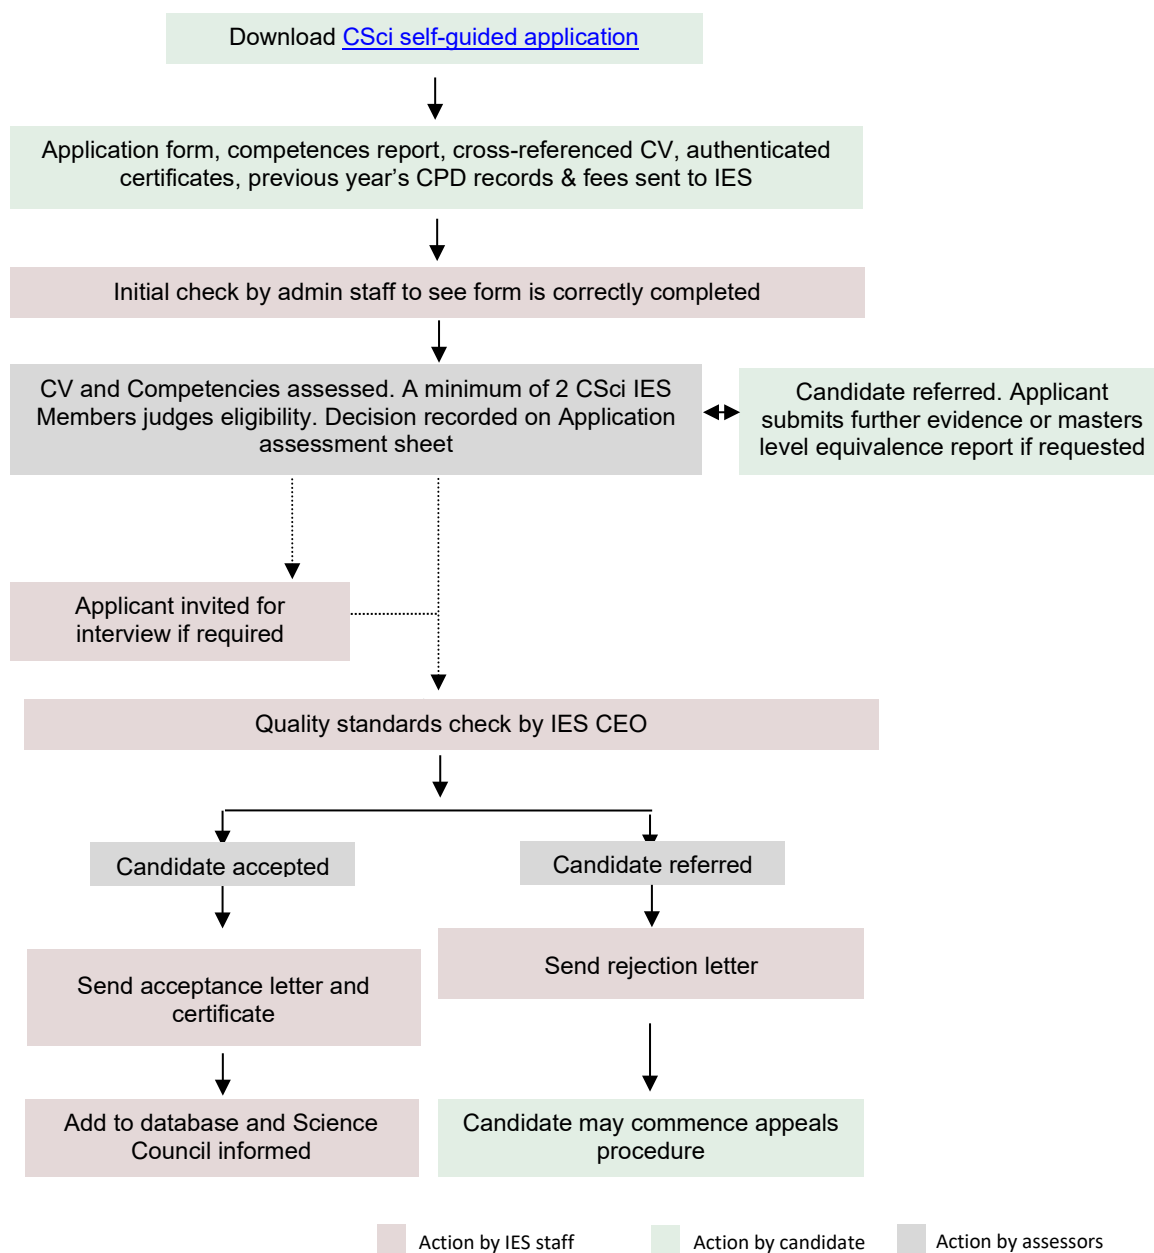 Download CSci self-guided application
Application form, competences report, cross-referenced CV, authenticated
certificates, previous year’s CPD records & fees sent to IES
Initial check by admin staff to see form is correctly completed
CV and Competencies assessed. A minimum of 2 CSci IES
Members judges eligibility. Decision recorded on Application
assessment sheet
Candidate referred. Applicant
submits further evidence or masters
level equivalence report if requested
Applicant invited for
interview if required
Quality standards check by IES CEO
Candidate accepted
Candidate referred
Send acceptance letter and
certificate
Send rejection letter
Add to database and Science
Council informed
Candidate may commence appeals
procedure
Action by IES staff
Action by candidate
Action by assessors